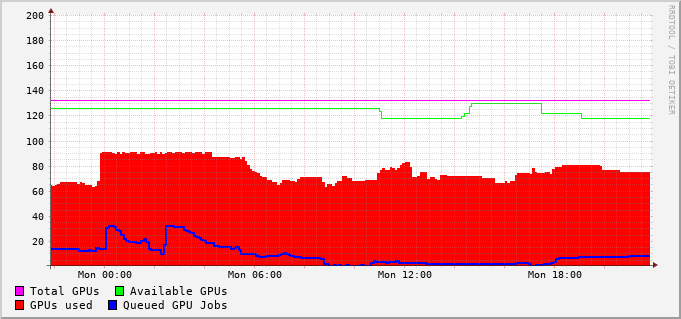 200
180
160
140
120
100
80
60
40
20
Mon 00:00 Mon 06:00 Mon 12:00 Mon 18:00
Total GPUs Available GPUs
GPUs used Queued GPU Jobs
RRDTOOL / TOBI OETIKER